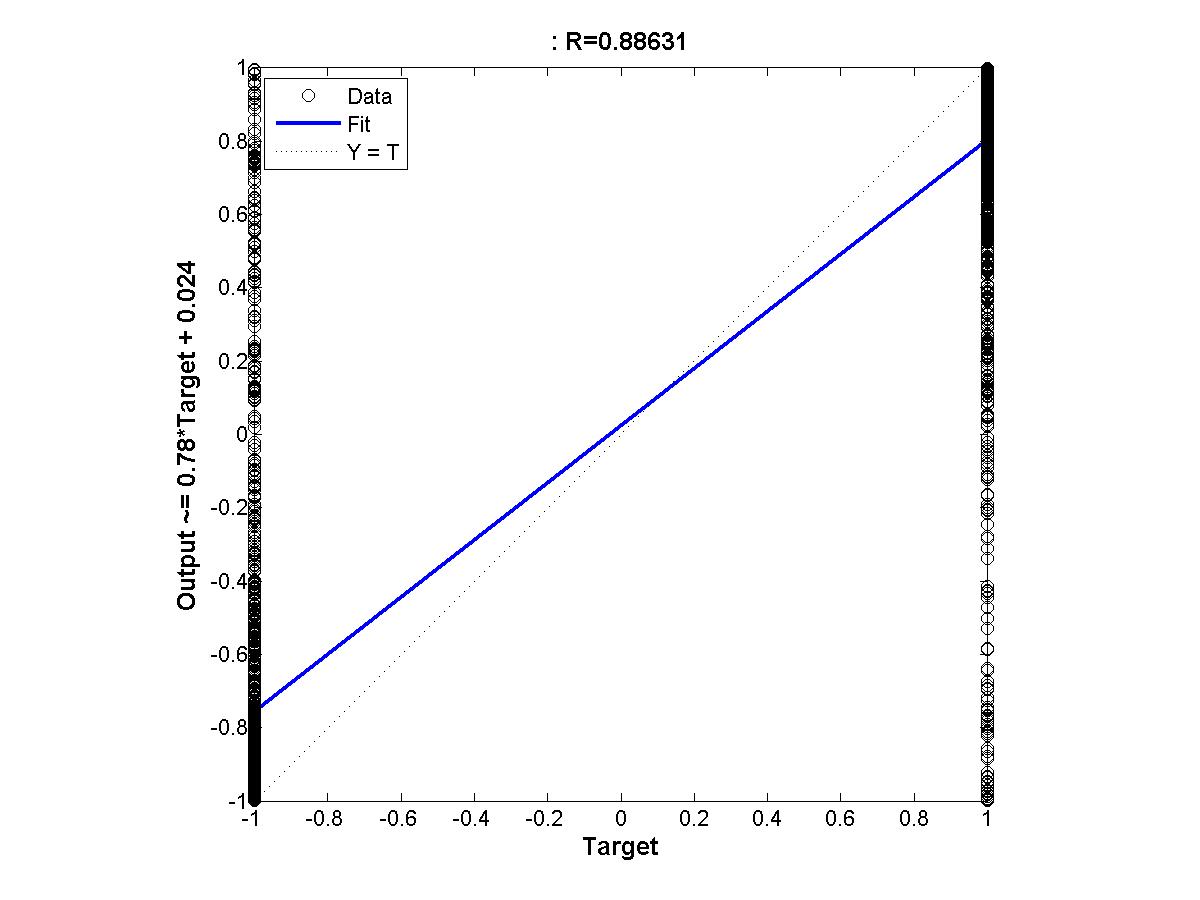 : R=0.88631
Data
Fit
Y = T
Output ~= 0.78*Target + 0.024
1
0.8
0.6
0.4
0.2
0
-0.2
-0.4
-0.6
-0.8
-1
-1 -0.8 -0.6 -0.4 -0.2 0 0.2 0.4 0.6 0.8 1
Target